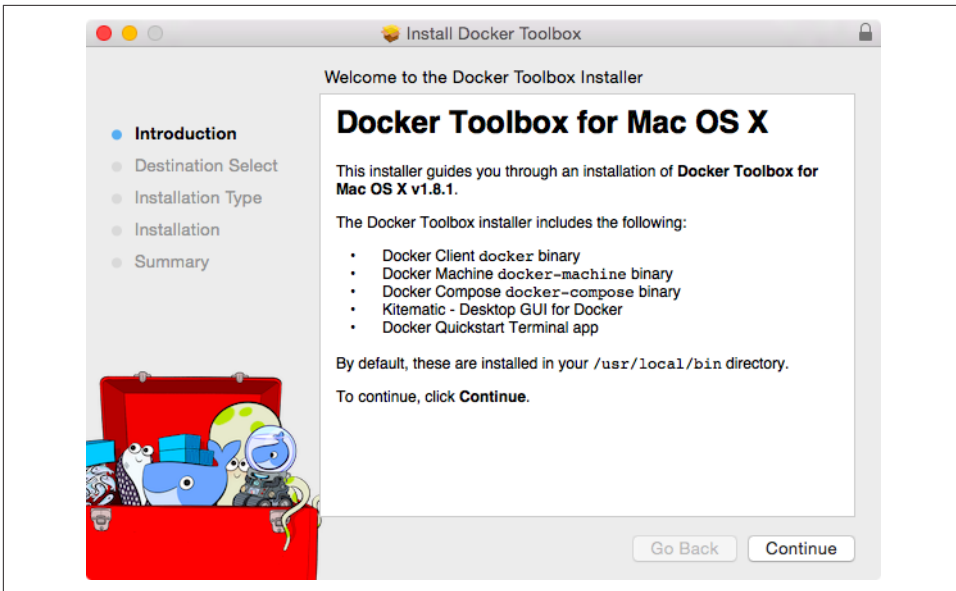 Install Docker Toolbox
Welcome to the Docker Toolbox Installer
Introduction
Destination Select
Installation Type
Installation
Summary
Docker Toolbox for Mac OS X
This installer guides you through an installation of Docker Toolbox for
Mac OS X v1.8.1.
The Docker Toolbox installer includes the following:
• Docker Client docker binary
• Docker Machine docker-machine binary
• Docker Compose docker-compose binary
• Kitematic - Desktop GUI for Docker
• Docker Quickstart Terminal app
By default, these are installed in your /usr/local/bin directory.
To continue, click Continue.
Go Back
Continue